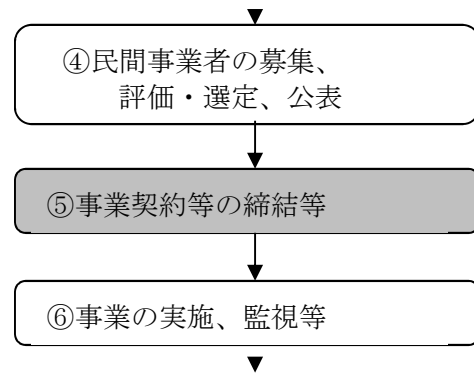 ④民間事業者の募集、
評価・選定、公表
⑤事業契約等の締結等
⑥事業の実施、監視等